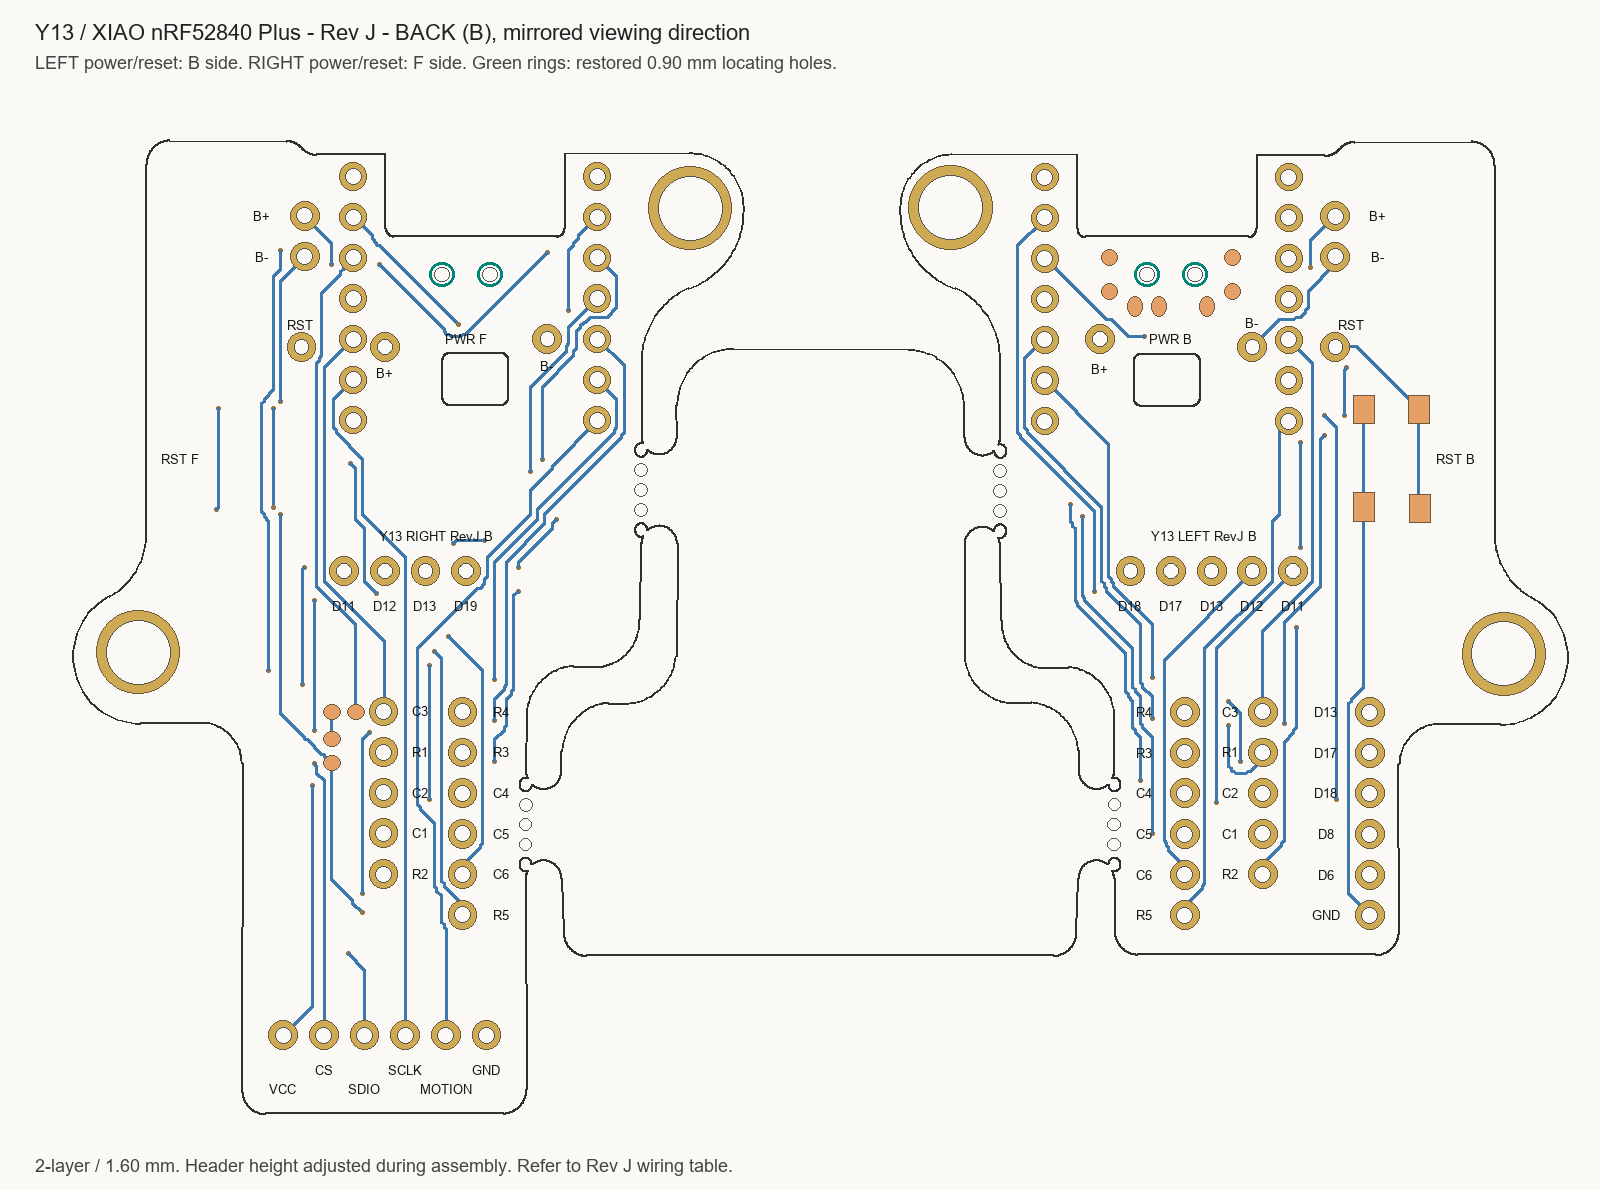 Y13 / XIAO nRF52840 Plus - Rev J - BACK (B), mirrored viewing direction
LEFT power/reset: B side. RIGHT power/reset: F side. Green rings: restored 0.90 mm locating holes.
B+
B-
RST
B+
PWR F
B-
RST F
Y13 RIGHT RevJ B
D11 D12 D13 D19
C3 R4
R1 R3
C2 C4
C1 C5
R2 C6
R5
CS SCLK GND
VCC SDIO MOTION
B+
B-
B-
RST
PWR B
B+
RST B
Y13 LEFT RevJ B
D18 D17 D13 D12 D11
R4 C3 D13
R3 R1 D17
C4 C2 D18
C5 C1 D8
C6 R2 D6
R5 GND
2-layer / 1.60 mm. Header height adjusted during assembly. Refer to Rev J wiring table.